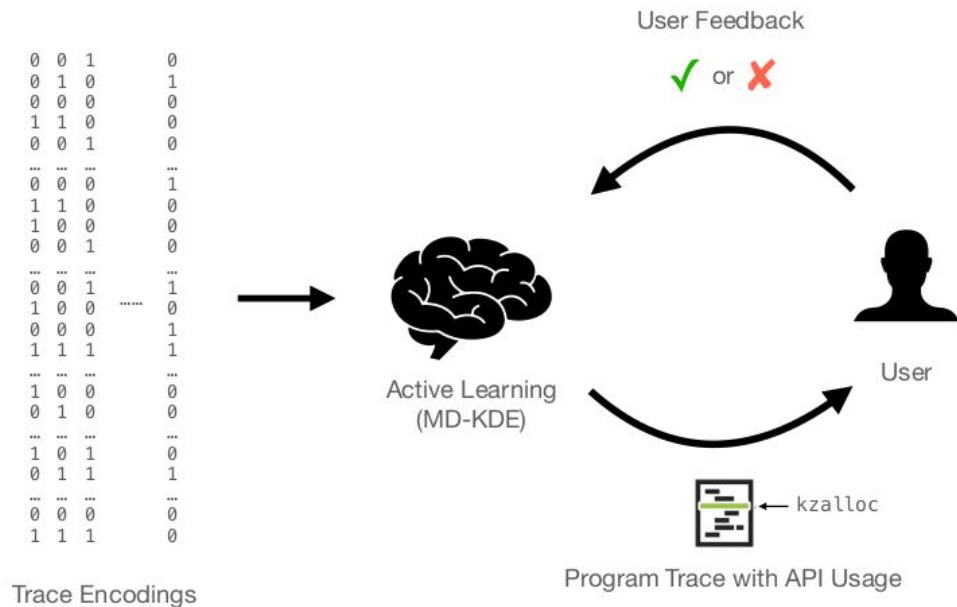 User Feedback
✓ or ✘
0 0 1 0
0 1 0 1
0 0 0 0
1 1 0 0
0 0 1 0
… … … …
0 0 0 1
1 1 0 0
1 0 0 0
0 0 1 0
… … … …
0 0 1 1
1 0 0 …… 0
0 0 0 1
1 1 1 1
… … … …
1 0 0 0
0 1 0 0
… … … …
1 0 1 0
0 1 1 1
… … … …
0 0 0 0
1 1 1 0
Trace Encodings
Active Learning
(MD-KDE)
User
kzalloc
Program Trace with API Usage